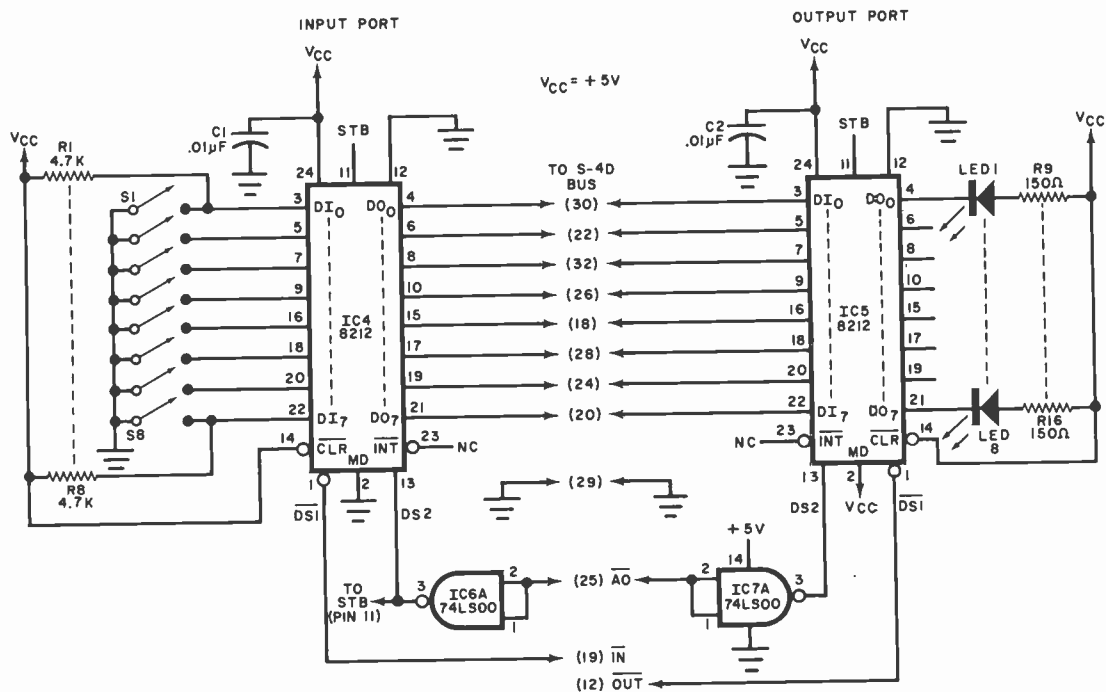 INPUT PORT
OUTPUT PORT
VCC
VCC
VCC = +5V
C1
.01µF
STB
C2
.01µF
STB
VCC
R1
4.7K
VCC
24
11
12
TO S-4D
BUS
24
11
12
LED1
R9
150Ω
S1
3 DI0 DO0 4
(30)
3 DI0 DO0 4
5 6
(22)
5 6
7 8
(32)
7 8
9 10
(26)
9 10
IC4
8212
IC5
8212
16 15
(18)
16 15
18 17
(28)
18 17
20 19
(24)
20 19
S8
22 DI7 DO7 21
(20)
22 DI7 DO7 21
LED
8
R16
150Ω
14 CLR INT 23 NC
NC 23 INT CLR 14
MD
MD
R8
4.7K
1 2 13
13 2 1
DS1
DS2
(29)
DS2
VCC
DS1
+5V
14
TO
STB
(PIN 11)
3
IC6A
74LS00
2
1
(25) A0
2
1
IC7A
74LS00
3
(19) IN
(12) OUT